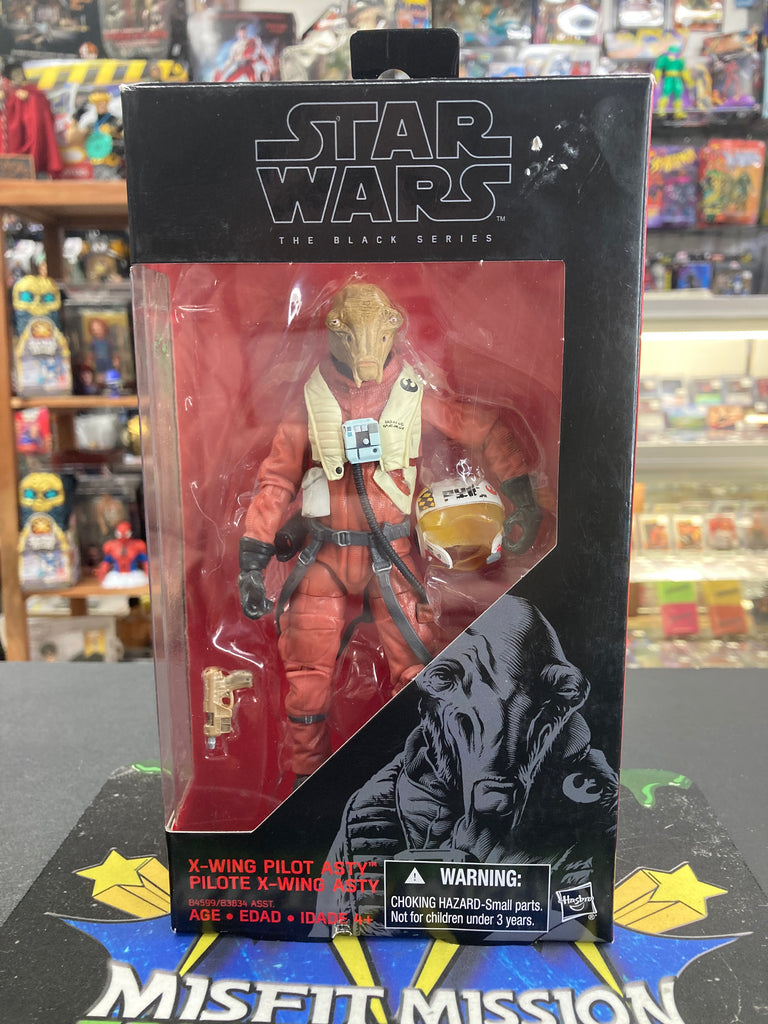 STAR
WARS™
THE BLACK SERIES
X-WING PILOT ASTY™
PILOTE X-WING ASTY
B4599/B3834 ASST.
AGE • EDAD • IDADE 4+
WARNING:
CHOKING HAZARD-Small parts.
Not for children under 3 years.
Hasbro
®
MISFIT MISSION